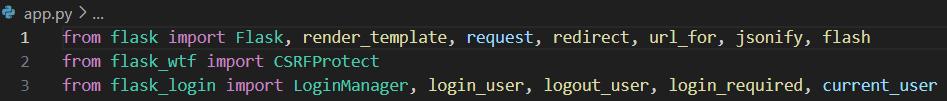 app.py > ...
1 from flask import Flask, render_template, request, redirect, url_for, jsonify, flash
2 from flask_wtf import CSRFProtect
3 from flask_login import LoginManager, login_user, logout_user, login_required, current_user